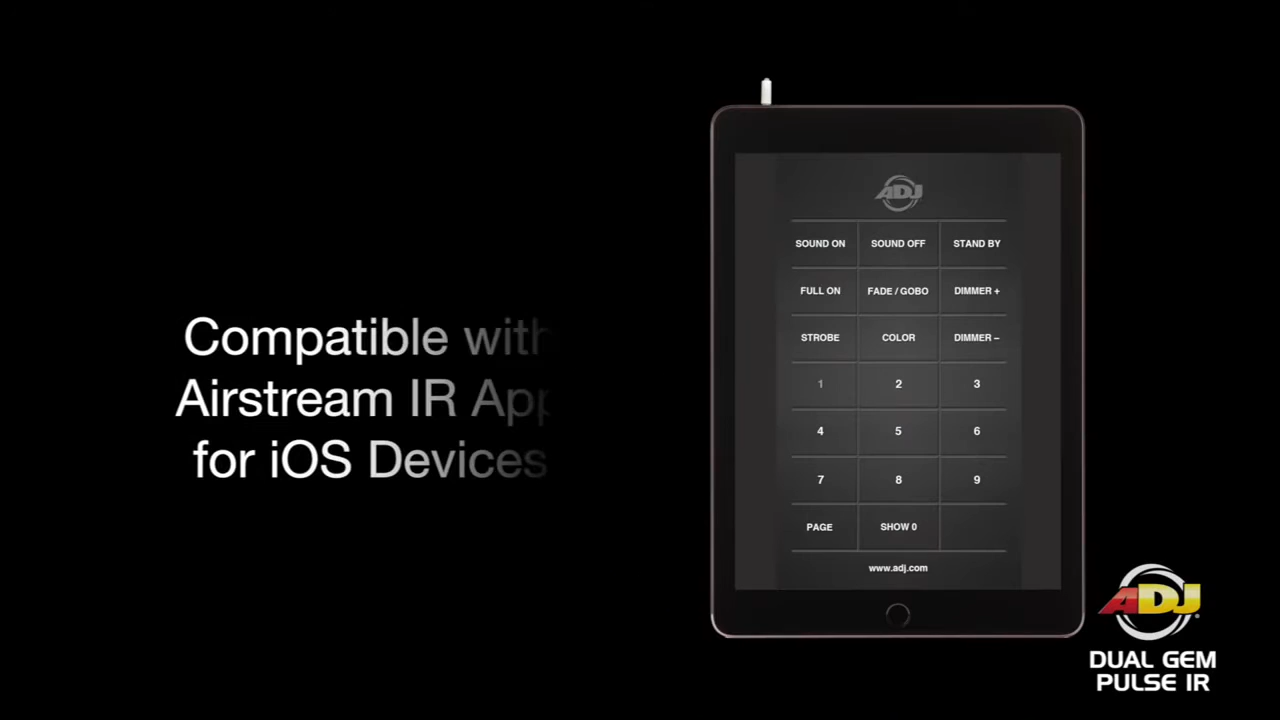 Compatible with
Airstream IR App
for iOS Devices
ADJ
SOUND ON SOUND OFF STAND BY
FULL ON FADE / GOBO DIMMER +
STROBE COLOR DIMMER –
1 2 3
4 5 6
7 8 9
PAGE SHOW 0
www.adj.com
ADJ
DUAL GEM
PULSE IR